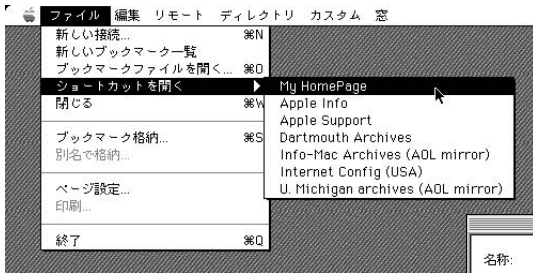 ファイル 編集 リモート ディレクトリ カスタム 窓
新しい接続... ⌘N
新しいブックマーク一覧
ブックマークファイルを開く... ⌘O
ショートカットを開く
閉じる ⌘W
ブックマーク格納... ⌘S
別名で格納...
ページ設定...
印刷...
終了 ⌘Q
My HomePage
Apple Info
Apple Support
Dartmouth Archives
Info-Mac Archives (AOL mirror)
Internet Config (USA)
U. Michigan archives (AOL mirror)
名称: